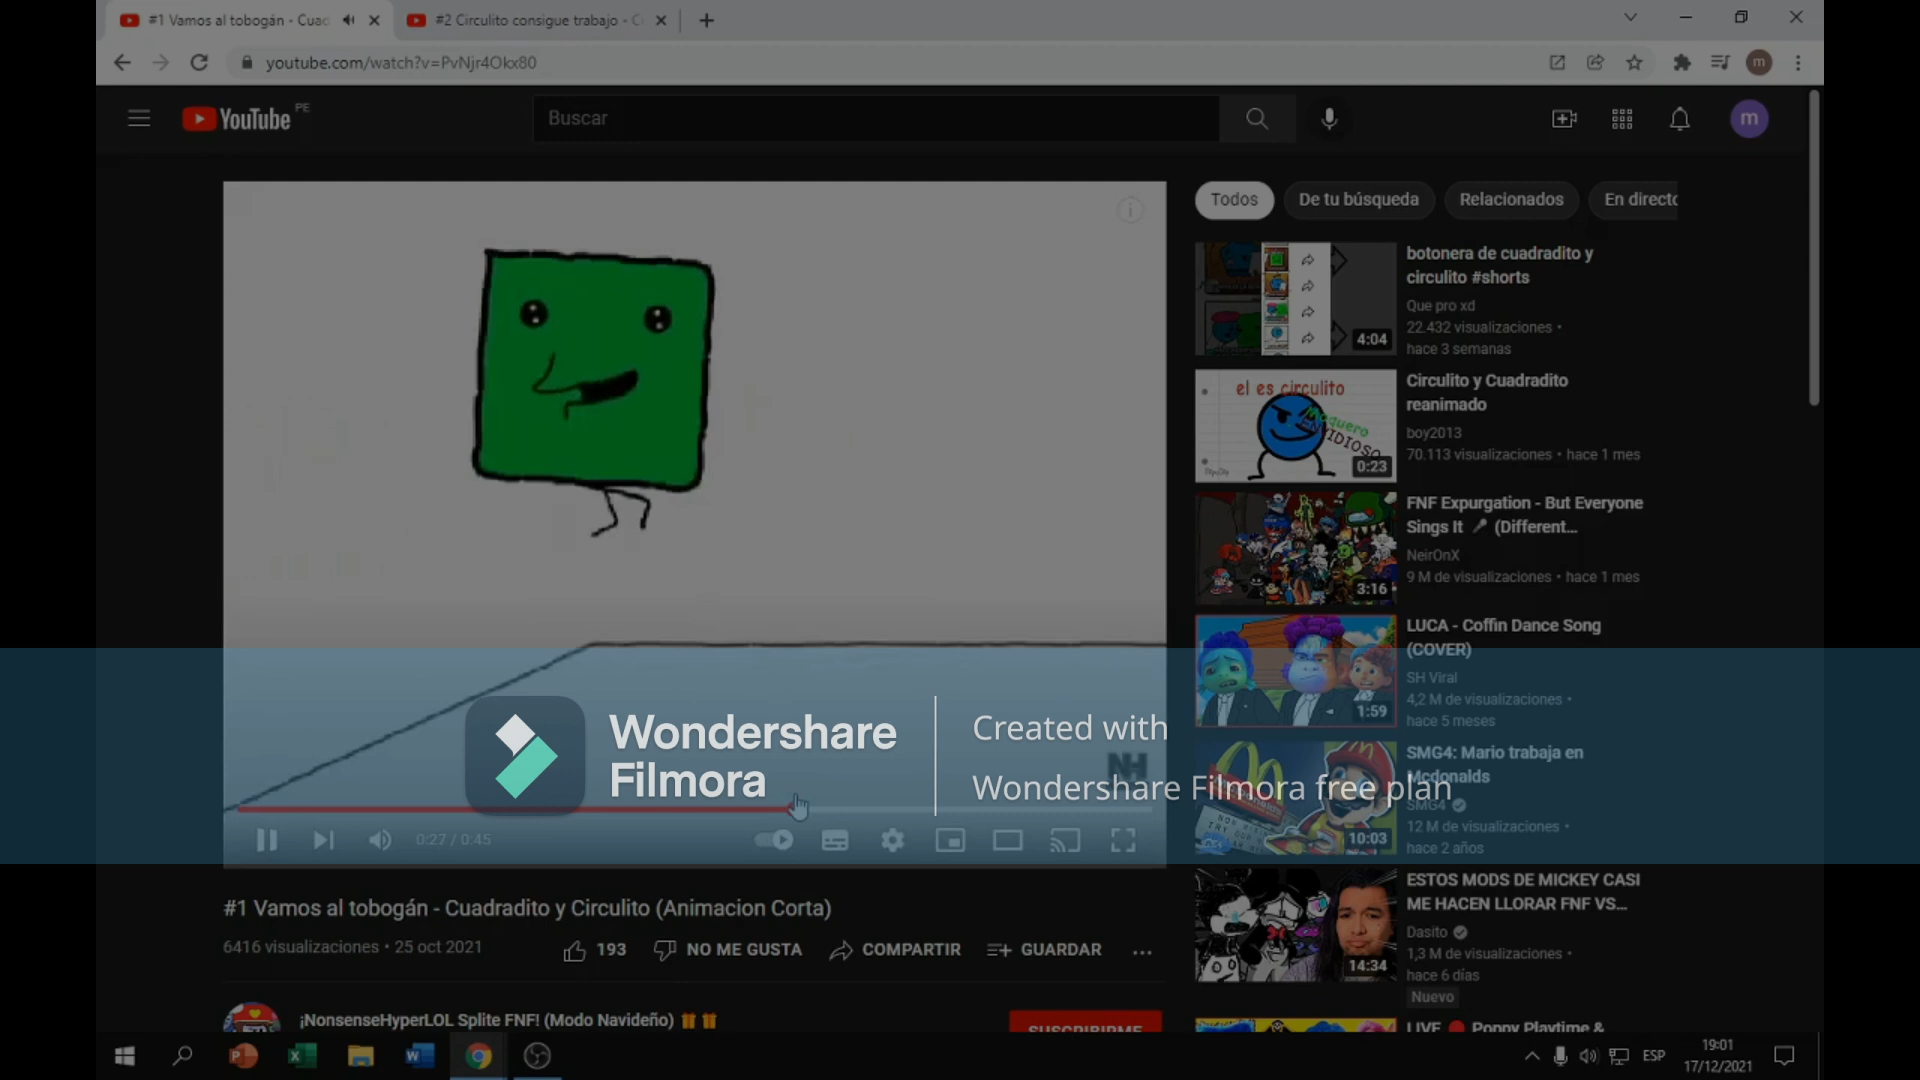 #1 Vamos al tobogán - Cuad
#2 Circulito consigue trabajo - C
youtube.com/watch?v=PvNjr4Okx80
m
YouTube PE
Buscar
m
Todos
De tu búsqueda
Relacionados
En directo
botonera de cuadradito y
circulito #shorts
Que pro xd
22.432 visualizaciones •
hace 3 semanas
4:04
el es circulito
Moquero
ENVIDIOSO
0:23
Circulito y Cuadradito
reanimado
boy2013
70.113 visualizaciones • hace 1 mes
FNF Expurgation - But Everyone
Sings It 🎤 (Different...
NeirOnX
9 M de visualizaciones • hace 1 mes
3:16
LUCA - Coffin Dance Song
(COVER)
SH Viral
4,2 M de visualizaciones •
hace 5 meses
1:59
SMG4: Mario trabaja en
Mcdonalds
SMG4
12 M de visualizaciones •
hace 2 años
10:03
Wondershare
Filmora
Created with
Wondershare Filmora free plan
NH
0:27 / 0:45
ESTOS MODS DE MICKEY CASI
ME HACEN LLORAR FNF VS...
Dasito
1,3 M de visualizaciones •
hace 6 días
Nuevo
14:34
#1 Vamos al tobogán - Cuadradito y Circulito (Animacion Corta)
6416 visualizaciones • 25 oct 2021
193
NO ME GUSTA
COMPARTIR
GUARDAR
¡NonsenseHyperLOL Splite FNF! (Modo Navideño) 🎁🎁
SUSCRIBIRME
LIVE 🔴 Poppy Playtime &
ESP
19:01
17/12/2021